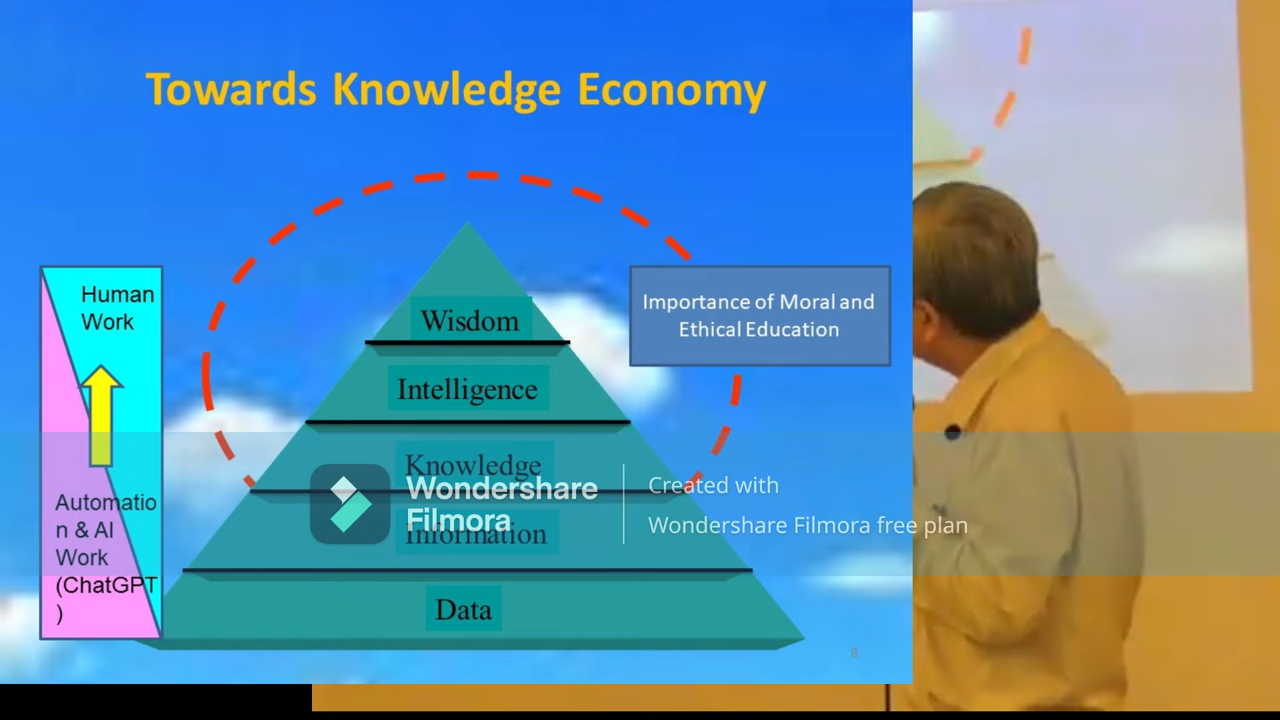 Towards Knowledge Economy
Human
Work
Automatio
n & AI
Work
(ChatGPT
)
Wisdom
Intelligence
Knowledge
Information
Data
Importance of Moral and
Ethical Education
Wondershare
Filmora
Created with
Wondershare Filmora free plan
8